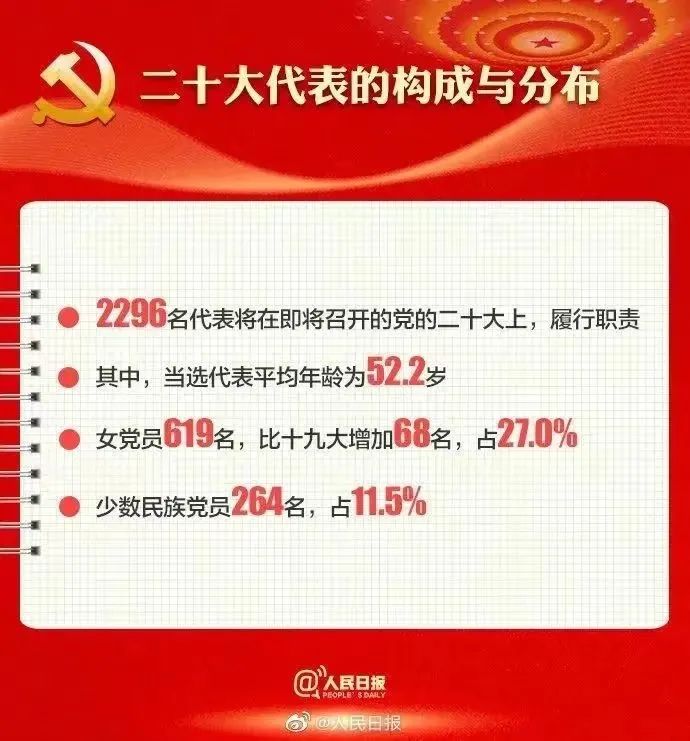 二十大代表的构成与分布
2296名代表将在即将召开的党的二十大上，履行职责
其中，当选代表平均年龄为52.2岁
女党员619名，比十九大增加68名，占27.0%
少数民族党员264名，占11.5%
@人民日报
PEOPLE'S DAILY
@人民日报